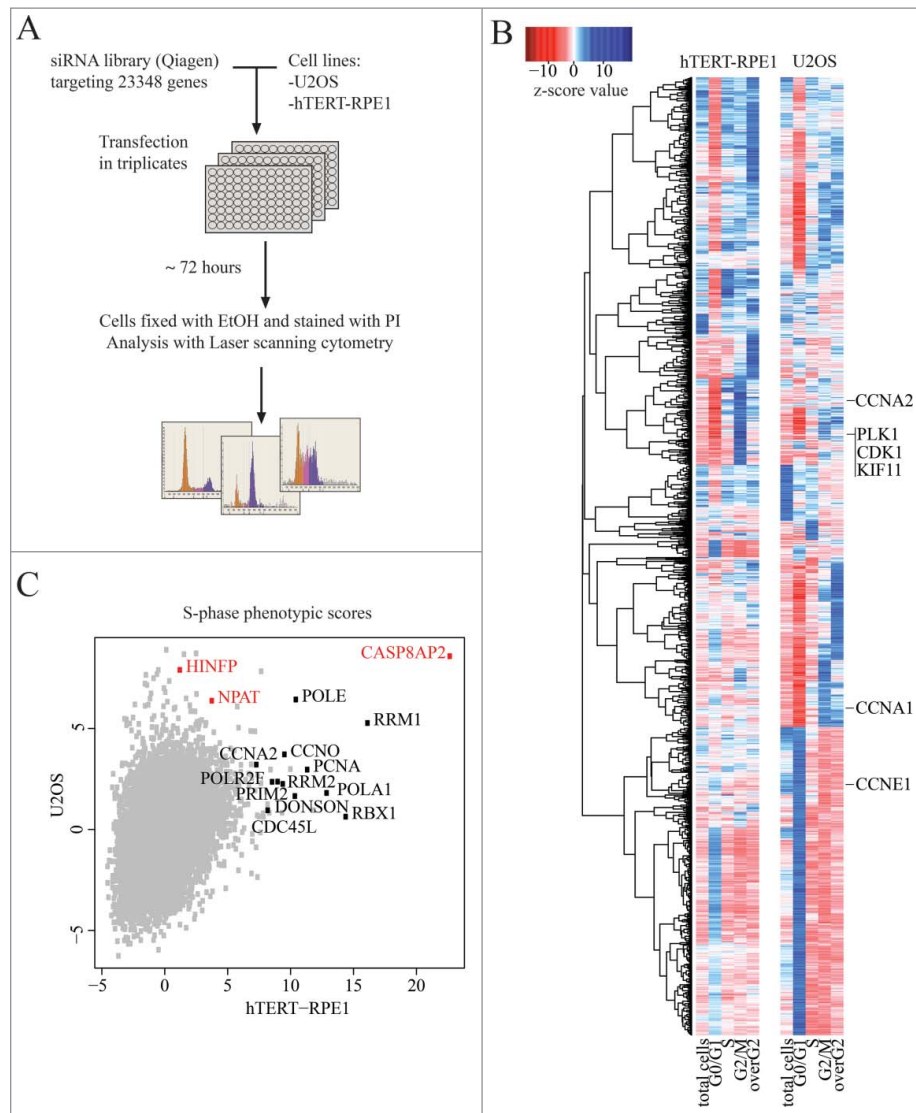 A
siRNA library (Qiagen)
targeting 23348 genes
Cell lines:
-U2OS
-hTERT-RPE1
Transfection
in triplicates
~ 72 hours
Cells fixed with EtOH and stained with PI
Analysis with Laser scanning cytometry
B
−10 0 10
z-score value
hTERT-RPE1 U2OS
CCNA2
PLK1
CDK1
KIF11
CCNA1
CCNE1
total cells
G0/G1
S
G2/M
overG2
total cells
G0/G1
S
G2/M
overG2
C
S-phase phenotypic scores
HINFP
CASP8AP2
NPAT
POLE
RRM1
CCNA2
CCNO
PCNA
POLR2F
RRM2
PRIM2
POLA1
DONSON
RBX1
CDC45L
U2OS
5
0
−5
−5 0 5 10 15 20
hTERT−RPE1